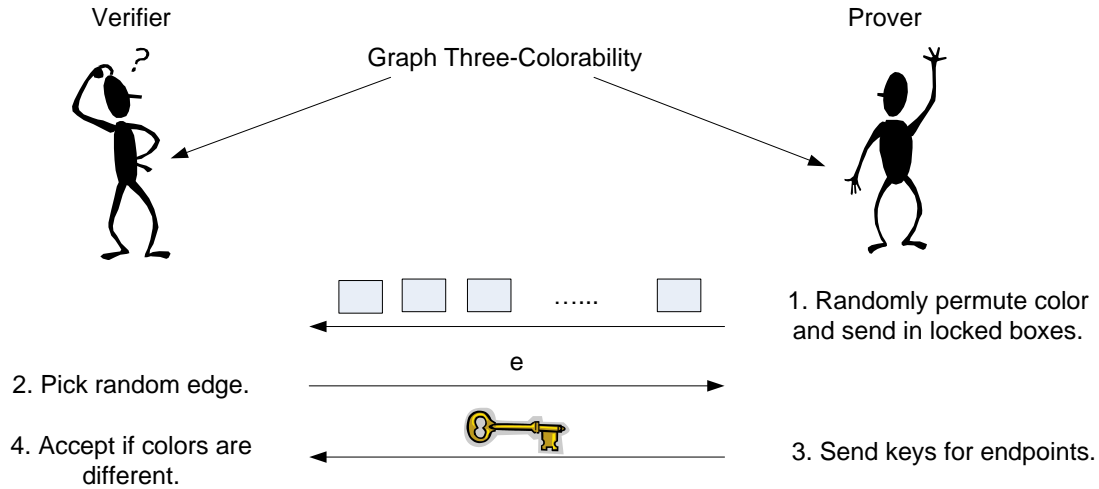 Verifier
Prover
Graph Three-Colorability
?
…...
1. Randomly permute color
and send in locked boxes.
e
2. Pick random edge.
4. Accept if colors are
different.
3. Send keys for endpoints.